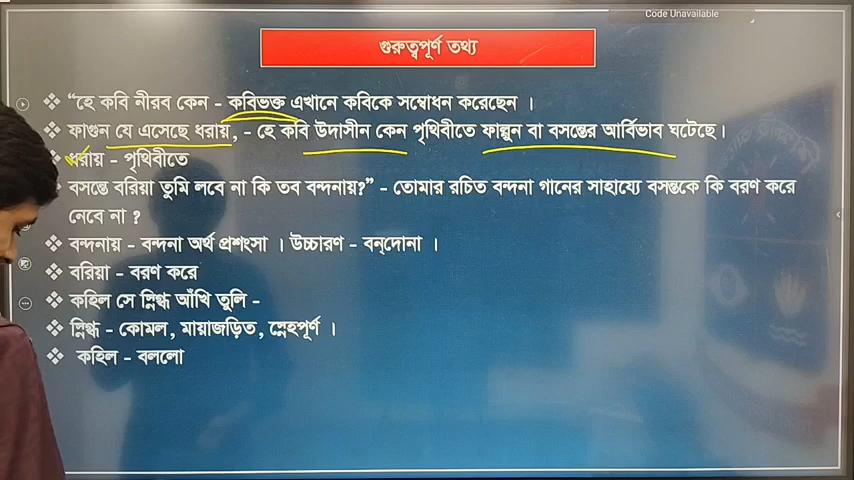 Code Unavailable
গুরুত্বপূর্ণ তথ্য
❖ “হে কবি নীরব কেন - কবিভক্ত এখানে কবিকে সম্বোধন করেছেন ।
❖ ফাগুন যে এসেছে ধরায়, - হে কবি উদাসীন কেন পৃথিবীতে ফাল্গুন বা বসন্তের আর্বিভাব ঘটেছে।
❖ ধরায় - পৃথিবীতে
❖ বসন্তে বরিয়া তুমি লবে না কি তব বন্দনায়?” - তোমার রচিত বন্দনা গানের সাহায্যে বসন্তকে কি বরণ করে
নেবে না ?
❖ বন্দনায় - বন্দনা অর্থ প্রশংসা । উচ্চারণ - বন্‌দোনা ।
❖ বরিয়া - বরণ করে
❖ কহিল সে স্নিগ্ধ আঁখি তুলি -
❖ স্নিগ্ধ - কোমল, মায়াজড়িত, স্নেহপূর্ণ ।
❖ কহিল - বললো